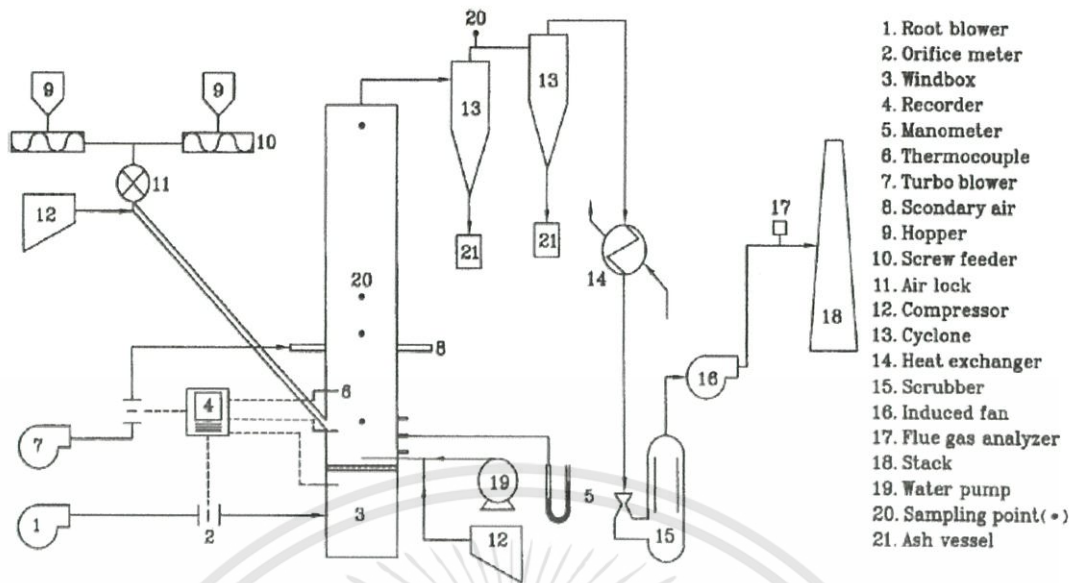 20
9
9
13
13
10
11
12
17
21
21
14
20
18
8
6
16
4
7
19
5
3
1
2
12
15
1. Root blower
2. Orifice meter
3. Windbox
4. Recorder
5. Manometer
6. Thermocouple
7. Turbo blower
8. Scondary air
9. Hopper
10. Screw feeder
11. Air lock
12. Compressor
13. Cyclone
14. Heat exchanger
15. Scrubber
16. Induced fan
17. Flue gas analyzer
18. Stack
19. Water pump
20. Sampling point(•)
21. Ash vessel